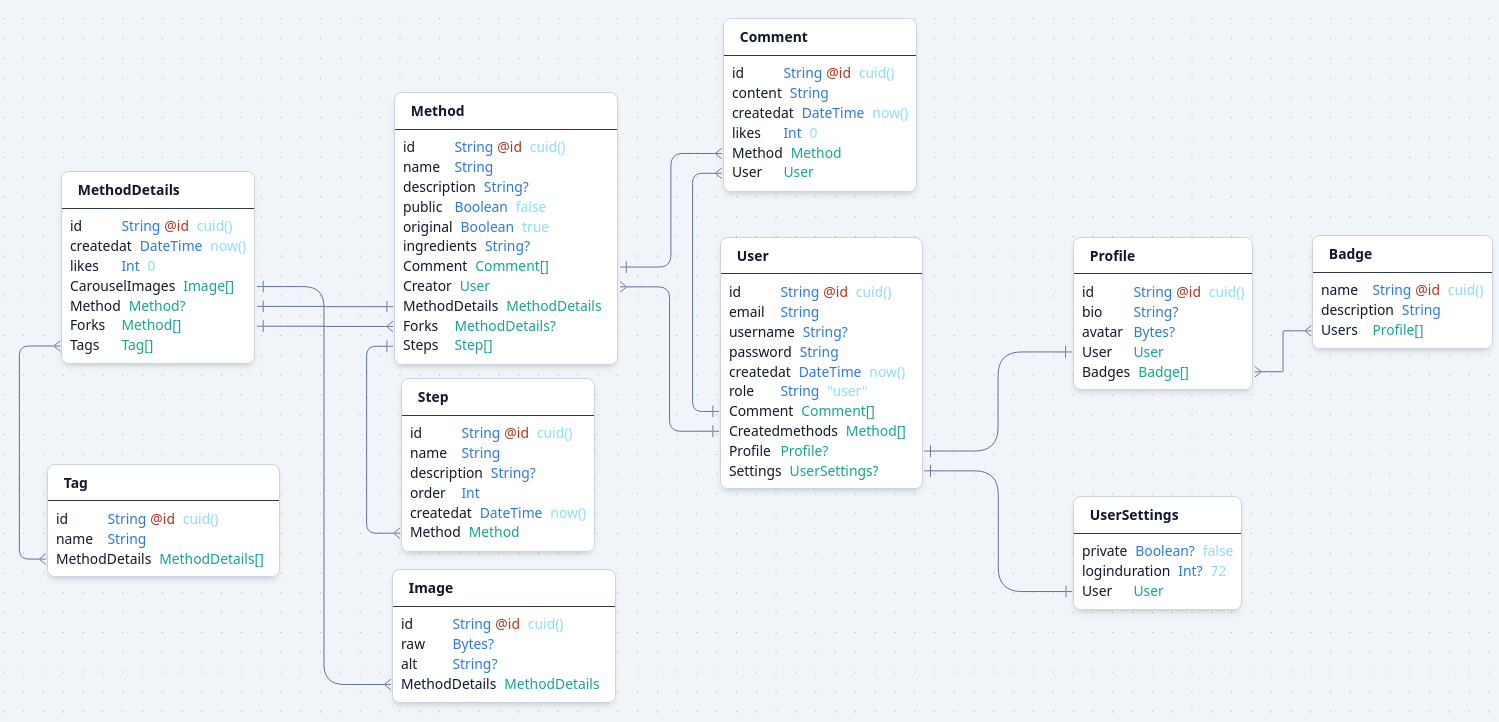 Comment
id String @id cuid()
content String
createdat DateTime now()
likes Int 0
Method Method
User User
Method
id String @id cuid()
name String
description String?
public Boolean false
original Boolean true
ingredients String?
Comment Comment[]
Creator User
MethodDetails MethodDetails
Forks MethodDetails?
Steps Step[]
MethodDetails
id String @id cuid()
createdat DateTime now()
likes Int 0
CarouselImages Image[]
Method Method?
Forks Method[]
Tags Tag[]
User
id String @id cuid()
email String
username String?
password String
createdat DateTime now()
role String "user"
Comment Comment[]
Createdmethods Method[]
Profile Profile?
Settings UserSettings?
Profile
id String @id cuid()
bio String?
avatar Bytes?
User User
Badges Badge[]
Badge
name String @id cuid()
description String
Users Profile[]
Step
id String @id cuid()
name String
description String?
order Int
createdat DateTime now()
Method Method
Tag
id String @id cuid()
name String
MethodDetails MethodDetails[]
UserSettings
private Boolean? false
loginduration Int? 72
User User
Image
id String @id cuid()
raw Bytes?
alt String?
MethodDetails MethodDetails